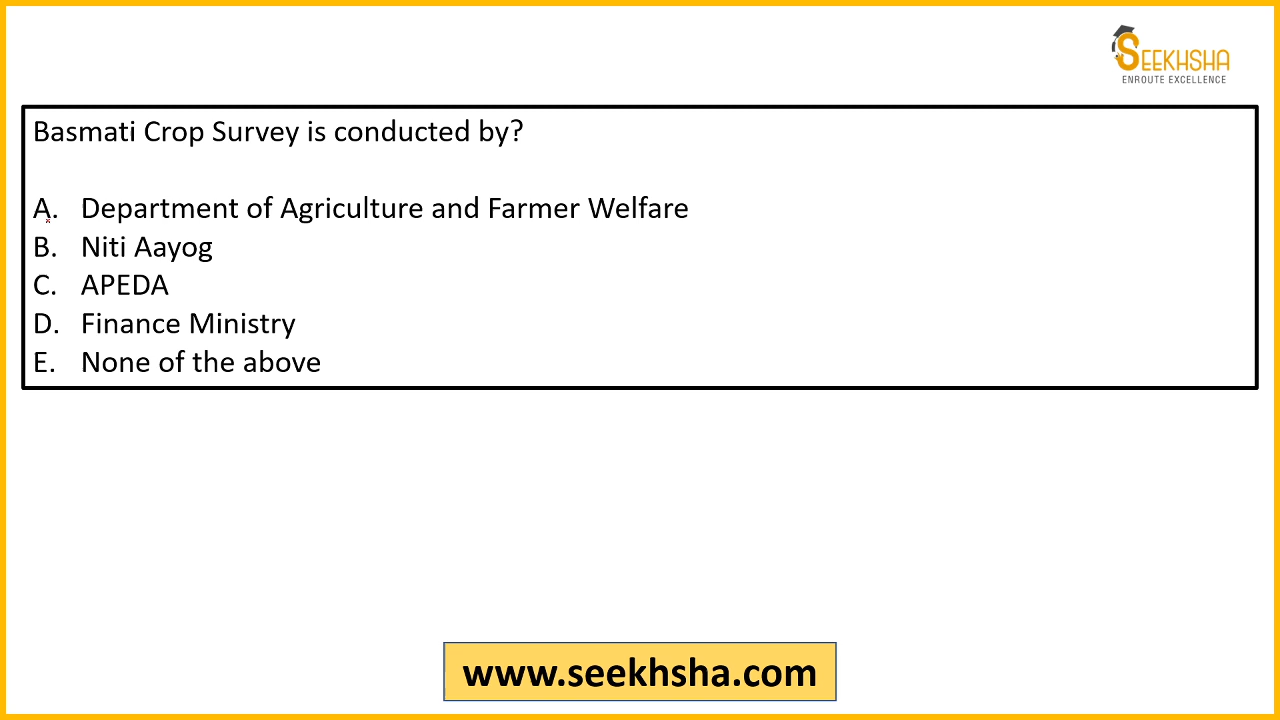 SEEKHSHA
ENROUTE EXCELLENCE
Basmati Crop Survey is conducted by?
A. Department of Agriculture and Farmer Welfare
B. Niti Aayog
C. APEDA
D. Finance Ministry
E. None of the above
www.seekhsha.com